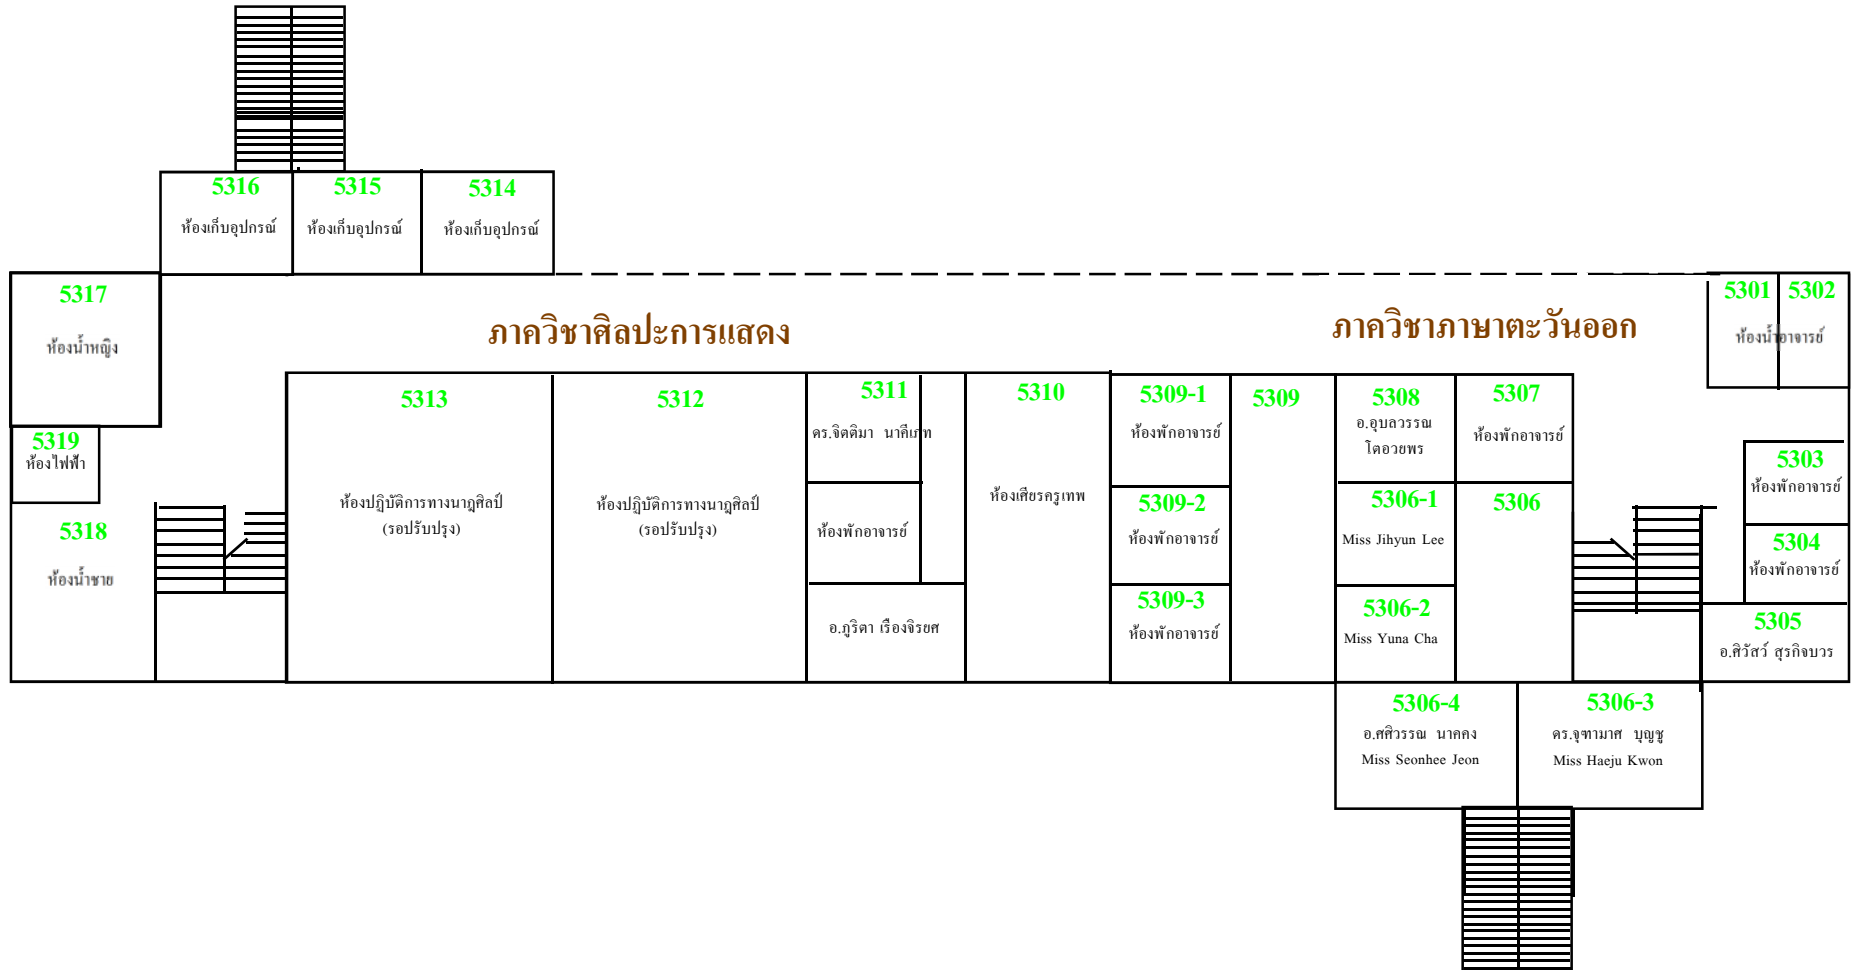 5316
ห้องเก็บอุปกรณ์
5315
ห้องเก็บอุปกรณ์
5314
ห้องเก็บอุปกรณ์
5317
ห้องน้ำหญิง
ภาควิชาศิลปะการแสดง
ภาควิชาภาษาตะวันออก
5301
5302
ห้องน้ำอาจารย์
5319
ห้องไฟฟ้า
5318
ห้องน้ำชาย
5313
ห้องปฏิบัติการทางนาฎศิลป์
(รอปรับปรุง)
5312
ห้องปฏิบัติการทางนาฎศิลป์
(รอปรับปรุง)
5311
ดร.จิตติมา นาคีเภท
ห้องพักอาจารย์
อ.ภูริตา เรืองจิรยศ
5310
ห้องเศียรครูเทพ
5309-1
ห้องพักอาจารย์
5309-2
ห้องพักอาจารย์
5309-3
ห้องพักอาจารย์
5309
5308
อ.อุบลวรรณ
โตอวยพร
5307
ห้องพักอาจารย์
5306-1
Miss Jihyun Lee
5306
5306-2
Miss Yuna Cha
5303
ห้องพักอาจารย์
5304
ห้องพักอาจารย์
5305
อ.ศิวัสว์ สุรกิจบวร
5306-4
อ.ศศิวรรณ นาคคง
Miss Seonhee Jeon
5306-3
ดร.จุฑามาศ บุญชู
Miss Haeju Kwon